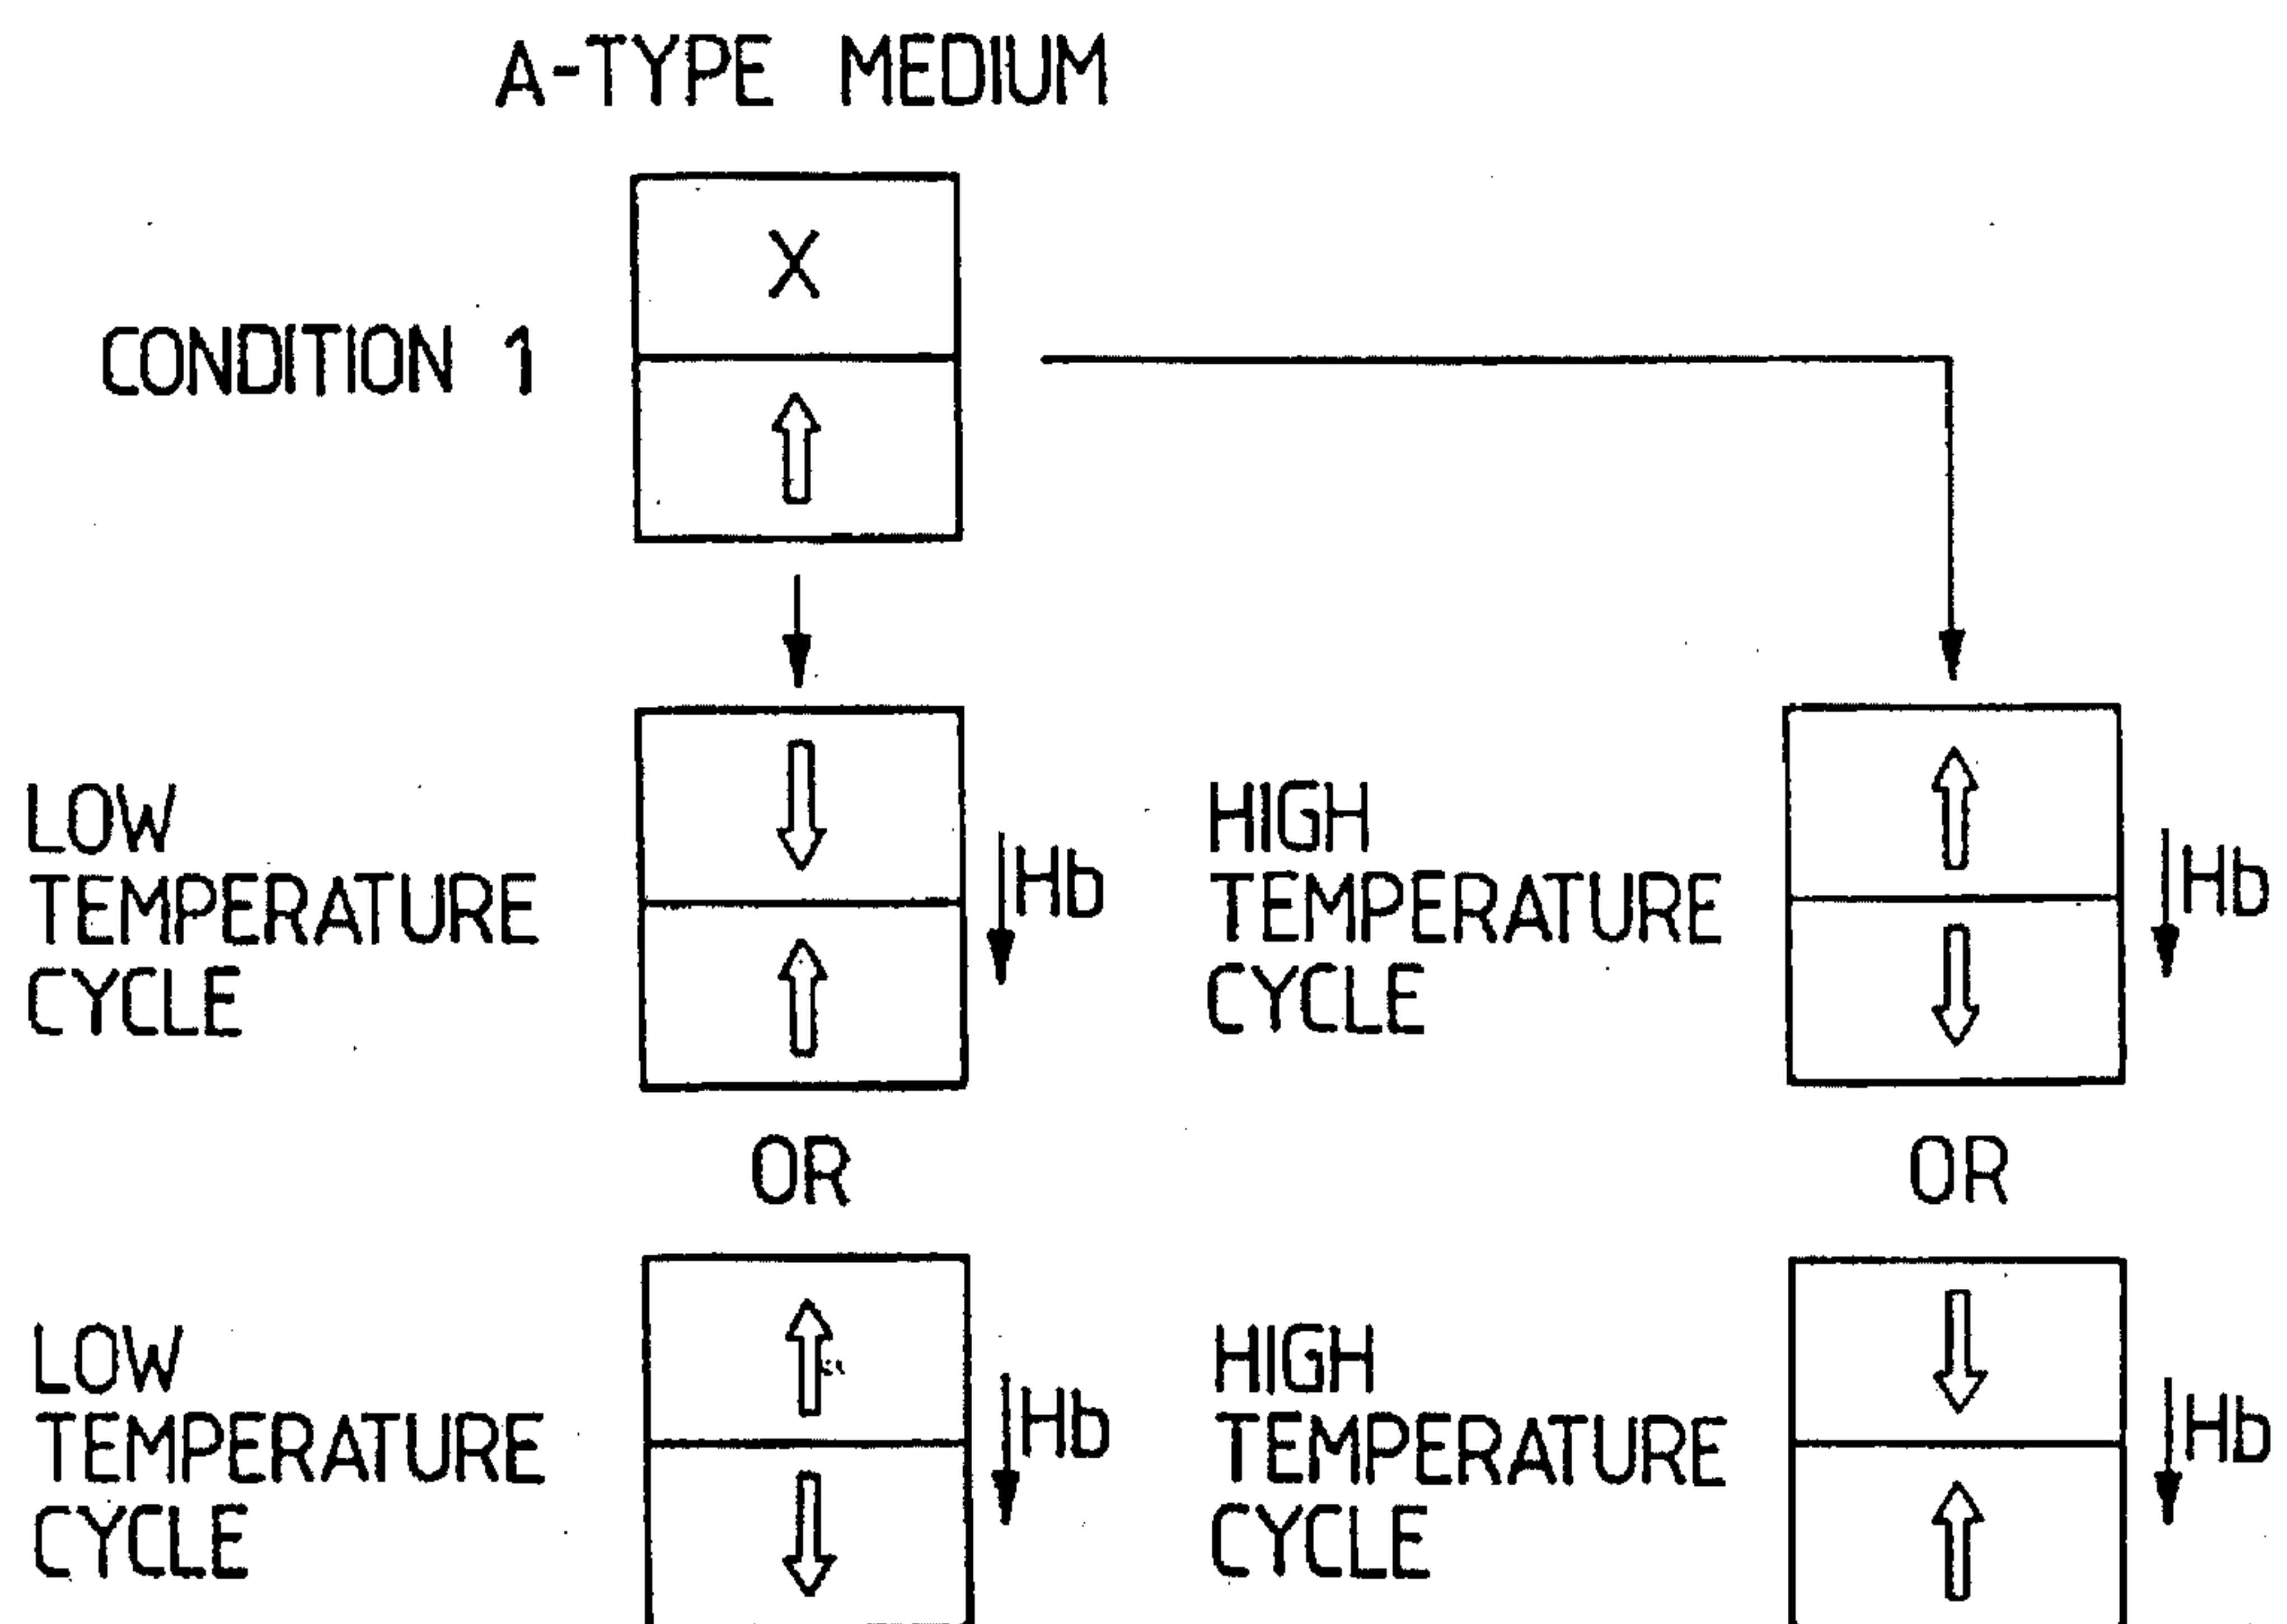 A-TYPE MEDIUM
X
CONDITION 1
LOW
TEMPERATURE
CYCLE
Hb
HIGH
TEMPERATURE
CYCLE
Hb
OR
OR
LOW
TEMPERATURE
CYCLE
Hb
HIGH
TEMPERATURE
CYCLE
Hb